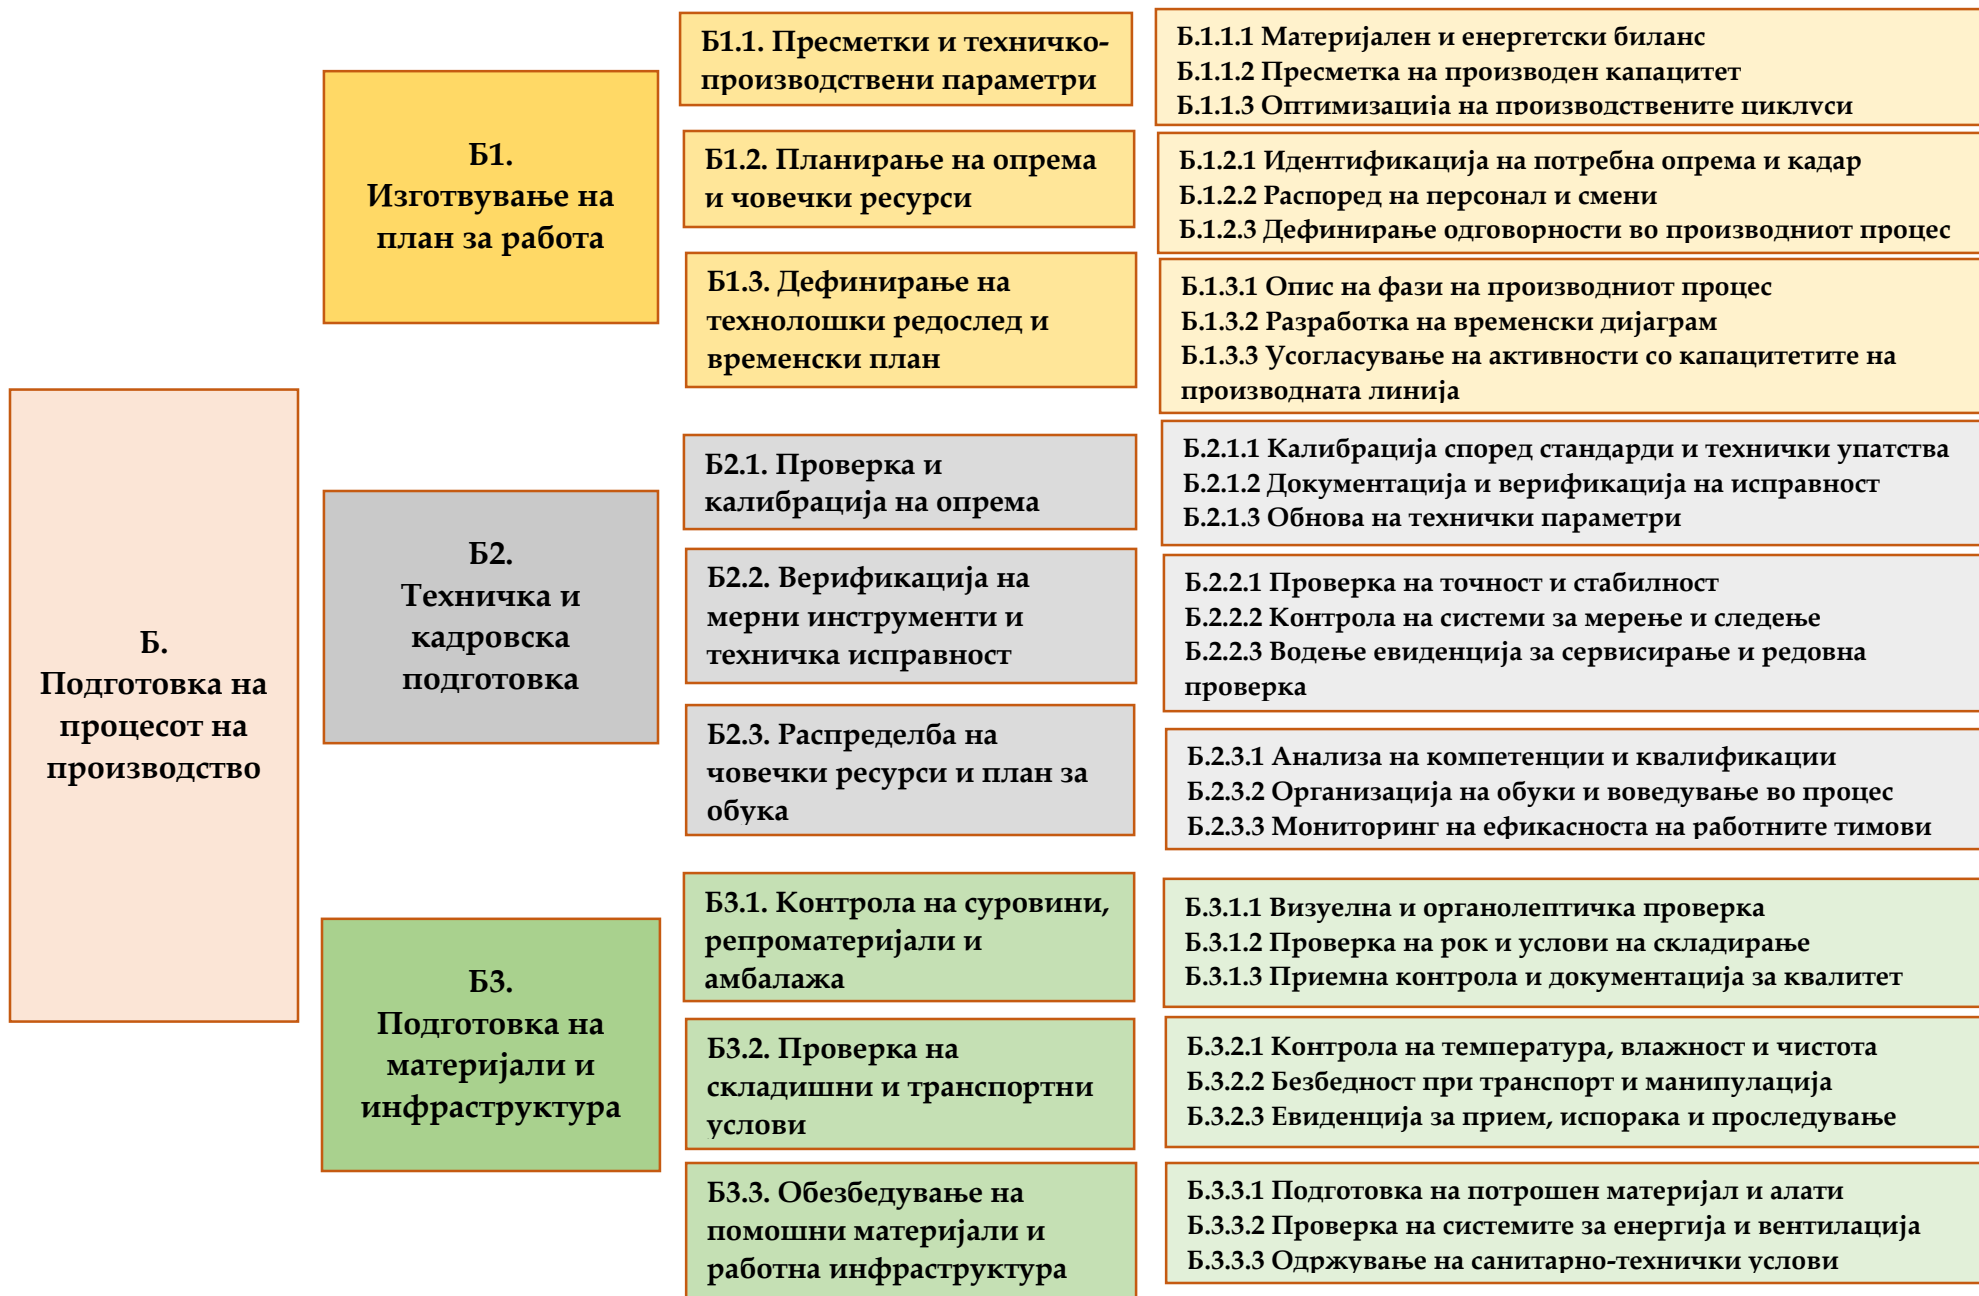 Б.
Подготовка на
процесот на
производство
Б1.
Изготвување на
план за работа
Б1.1. Пресметки и техничко-
производствени параметри
Б.1.1.1 Материјален и енергетски биланс
Б.1.1.2 Пресметка на производен капацитет
Б.1.1.3 Оптимизација на производствените циклуси
Б1.2. Планирање на опрема
и човечки ресурси
Б.1.2.1 Идентификација на потребна опрема и кадар
Б.1.2.2 Распоред на персонал и смени
Б.1.2.3 Дефинирање одговорности во производниот процес
Б1.3. Дефинирање на
технолошки редослед и
временски план
Б.1.3.1 Опис на фази на производниот процес
Б.1.3.2 Разработка на временски дијаграм
Б.1.3.3 Усогласување на активности со капацитетите на
производната линија
Б2.
Техничка и
кадровска
подготовка
Б2.1. Проверка и
калибрација на опрема
Б.2.1.1 Калибрација според стандарди и технички упатства
Б.2.1.2 Документација и верификација на исправност
Б.2.1.3 Обнова на технички параметри
Б2.2. Верификација на
мерни инструменти и
техничка исправност
Б.2.2.1 Проверка на точност и стабилност
Б.2.2.2 Контрола на системи за мерење и следење
Б.2.2.3 Водење евиденција за сервисирање и редовна
проверка
Б2.3. Распределба на
човечки ресурси и план за
обука
Б.2.3.1 Анализа на компетенции и квалификации
Б.2.3.2 Организација на обуки и воведување во процес
Б.2.3.3 Мониторинг на ефикасноста на работните тимови
Б3.
Подготовка на
материјали и
инфраструктура
Б3.1. Контрола на суровини,
репроматеријали и
амбалажа
Б.3.1.1 Визуелна и органолептичка проверка
Б.3.1.2 Проверка на рок и услови на складирање
Б.3.1.3 Приемна контрола и документација за квалитет
Б3.2. Проверка на
складишни и транспортни
услови
Б.3.2.1 Контрола на температура, влажност и чистота
Б.3.2.2 Безбедност при транспорт и манипулација
Б.3.2.3 Евиденција за прием, испорака и проследување
Б3.3. Обезбедување на
помошни материјали и
работна инфраструктура
Б.3.3.1 Подготовка на потрошен материјал и алати
Б.3.3.2 Проверка на системите за енергија и вентилација
Б.3.3.3 Одржување на санитарно-технички услови